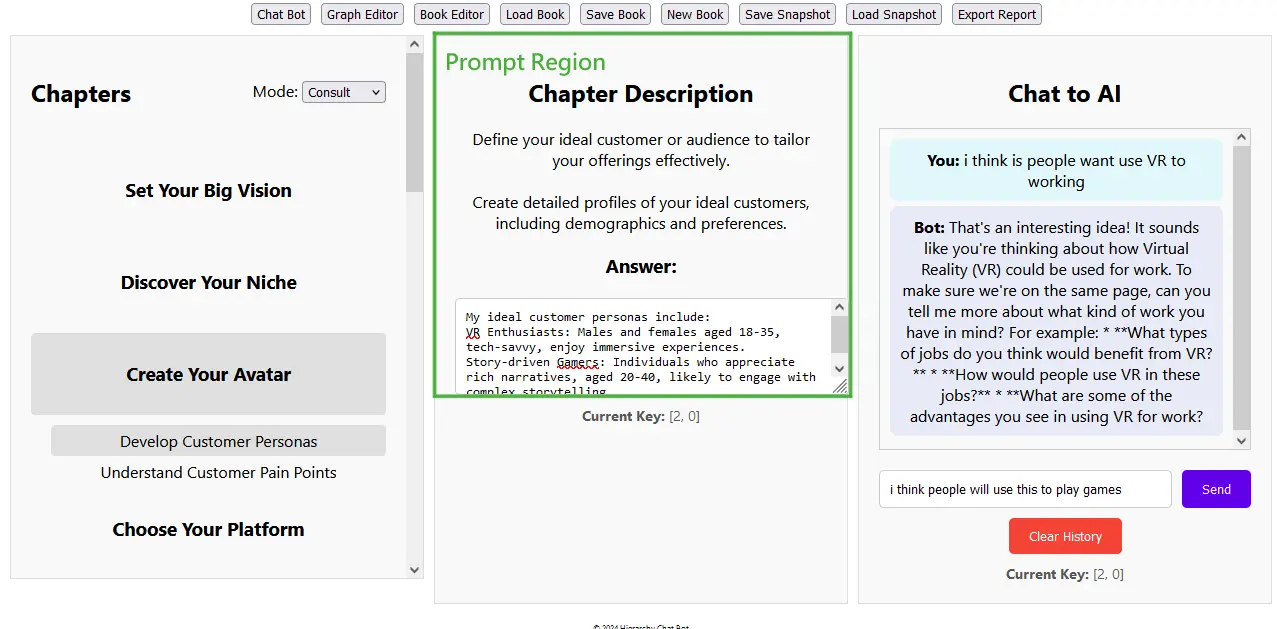 Chat Bot Graph Editor Book Editor Load Book Save Book New Book Save Snapshot Load Snapshot Export Report
Chapters
Mode: Consult
Set Your Big Vision
Discover Your Niche
Create Your Avatar
Develop Customer Personas
Understand Customer Pain Points
Choose Your Platform
Prompt Region
Chapter Description
Define your ideal customer or audience to tailor
your offerings effectively.
Create detailed profiles of your ideal customers,
including demographics and preferences.
Answer:
My ideal customer personas include:
VR Enthusiasts: Males and females aged 18-35,
tech-savvy, enjoy immersive experiences.
Story-driven Gamers: Individuals who appreciate
rich narratives, aged 20-40, likely to engage with
complex storytelling
Current Key: [2, 0]
Chat to AI
You: i think is people want use VR to
working
Bot: That's an interesting idea! It sounds
like you're thinking about how Virtual
Reality (VR) could be used for work. To
make sure we're on the same page, can you
tell me more about what kind of work you
have in mind? For example: * **What types
of jobs do you think would benefit from VR?
** * **How would people use VR in these
jobs?** * **What are some of the
advantages you see in using VR for work?
i think people will use this to play games
Send
Clear History
Current Key: [2, 0]
© 2024 Hierarchy Chat Bot